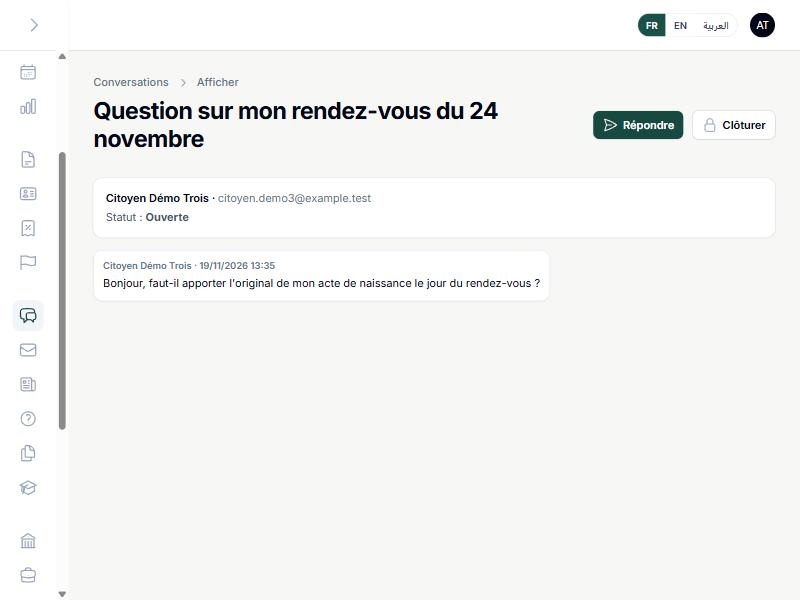 FR EN العربية AT
Conversations Afficher
Question sur mon rendez-vous du 24
novembre
Répondre Clôturer
Citoyen Démo Trois · citoyen.demo3@example.test
Statut : Ouverte
Citoyen Démo Trois · 19/11/2026 13:35
Bonjour, faut-il apporter l'original de mon acte de naissance le jour du rendez-vous ?